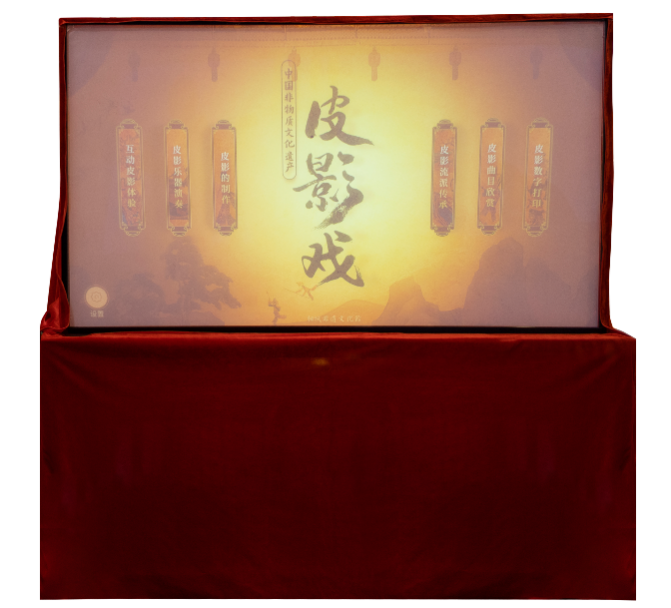 中国非物质文化遗产
皮影戏
互动皮影体验
皮影乐器演奏
皮影的制作
皮影流派传承
皮影曲目欣赏
皮影数字打印